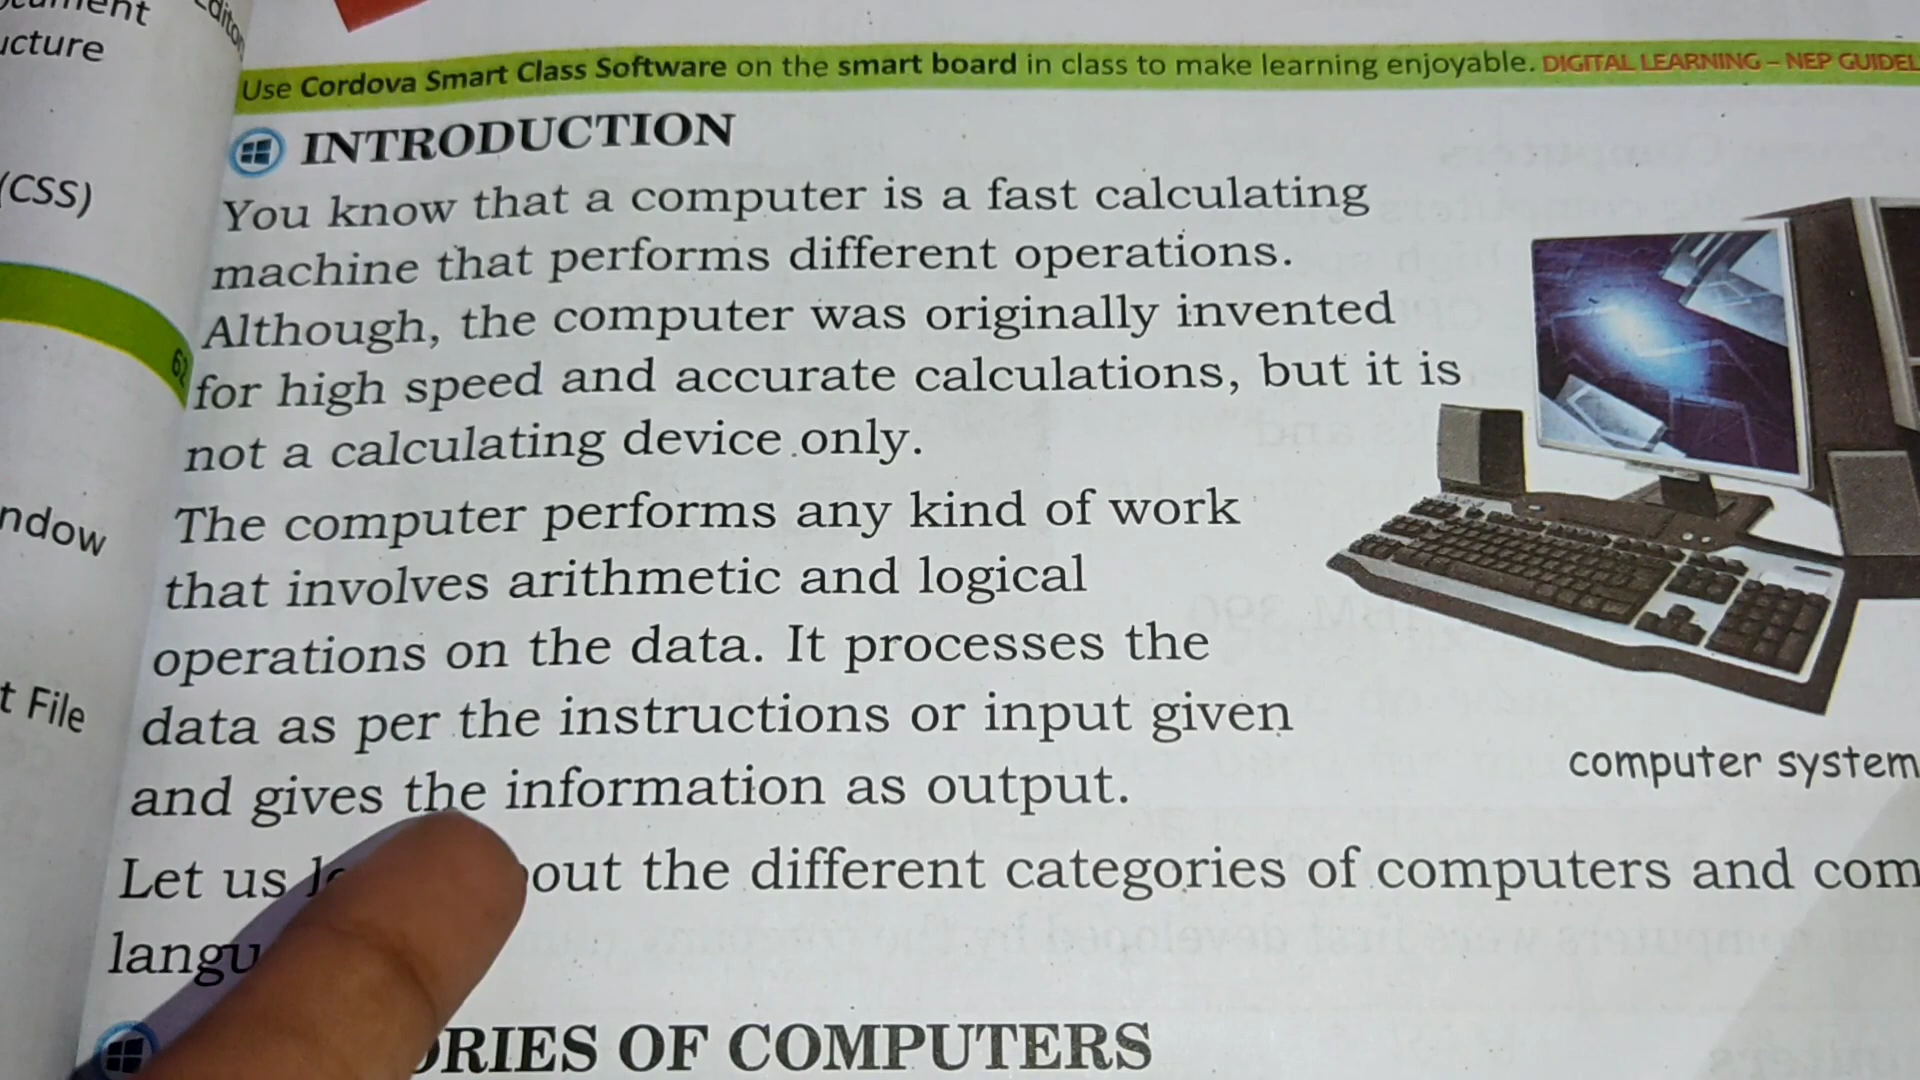 ucture
(CSS)
ndow
t File
62
Use Cordova Smart Class Software on the smart board in class to make learning enjoyable. DIGITAL LEARNING – NEP GUIDEL
INTRODUCTION
You know that a computer is a fast calculating
machine that performs different operations.
Although, the computer was originally invented
for high speed and accurate calculations, but it is
not a calculating device only.
The computer performs any kind of work
that involves arithmetic and logical
operations on the data. It processes the
data as per the instructions or input given
and gives the information as output.
computer system
Let us out the different categories of computers and com
langu
RIES OF COMPUTERS